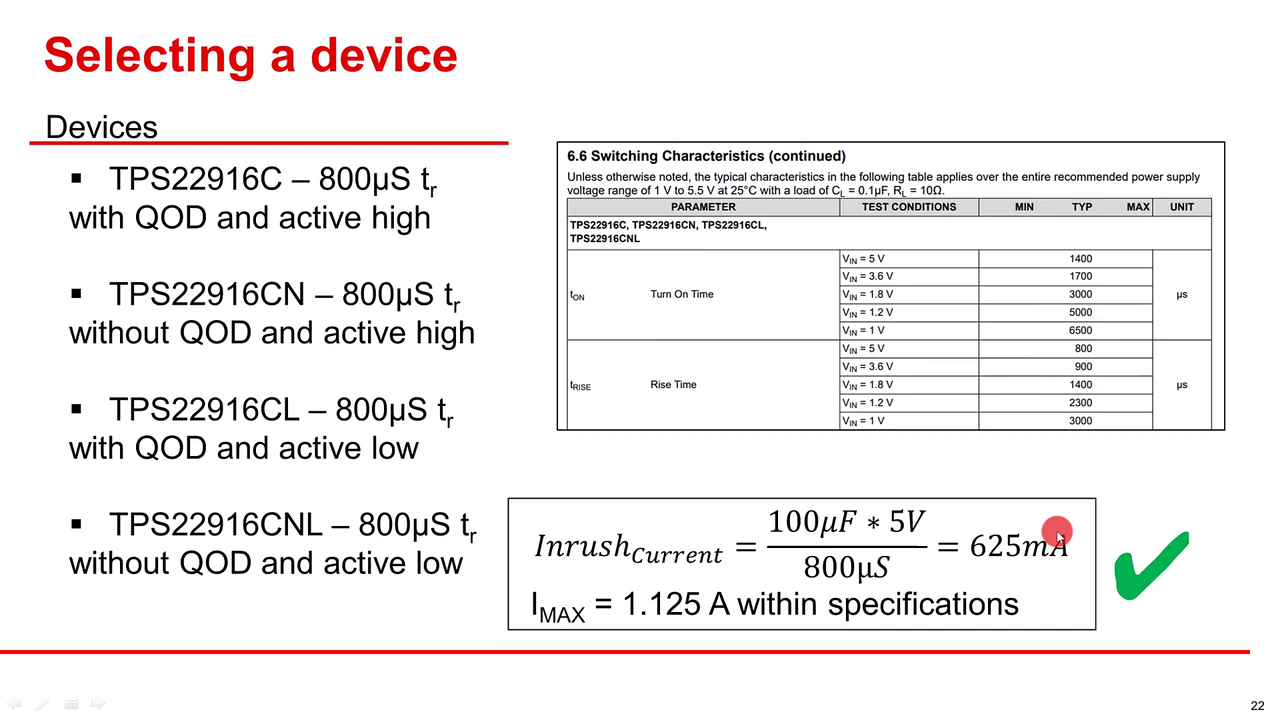 Selecting a device
Devices
▪ TPS22916C – 800µS tr
with QOD and active high
▪ TPS22916CN – 800µS tr
without QOD and active high
▪ TPS22916CL – 800µS tr
with QOD and active low
▪ TPS22916CNL – 800µS tr
without QOD and active low
6.6 Switching Characteristics (continued)
Unless otherwise noted, the typical characteristics in the following table applies over the entire recommended power supply
voltage range of 1 V to 5.5 V at 25°C with a load of CL = 0.1µF, RL = 10Ω.
PARAMETER TEST CONDITIONS MIN TYP MAX UNIT
TPS22916C, TPS22916CN, TPS22916CL,
TPS22916CNL
VIN = 5 V 1400
VIN = 3.6 V 1700
tON Turn On Time VIN = 1.8 V 3000 µs
VIN = 1.2 V 5000
VIN = 1 V 6500
VIN = 5 V 800
VIN = 3.6 V 900
tRISE Rise Time VIN = 1.8 V 1400 µs
VIN = 1.2 V 2300
VIN = 1 V 3000
InrushCurrent = 100µF ∗ 5V / 800µS = 625mA
IMAX = 1.125 A within specifications
22